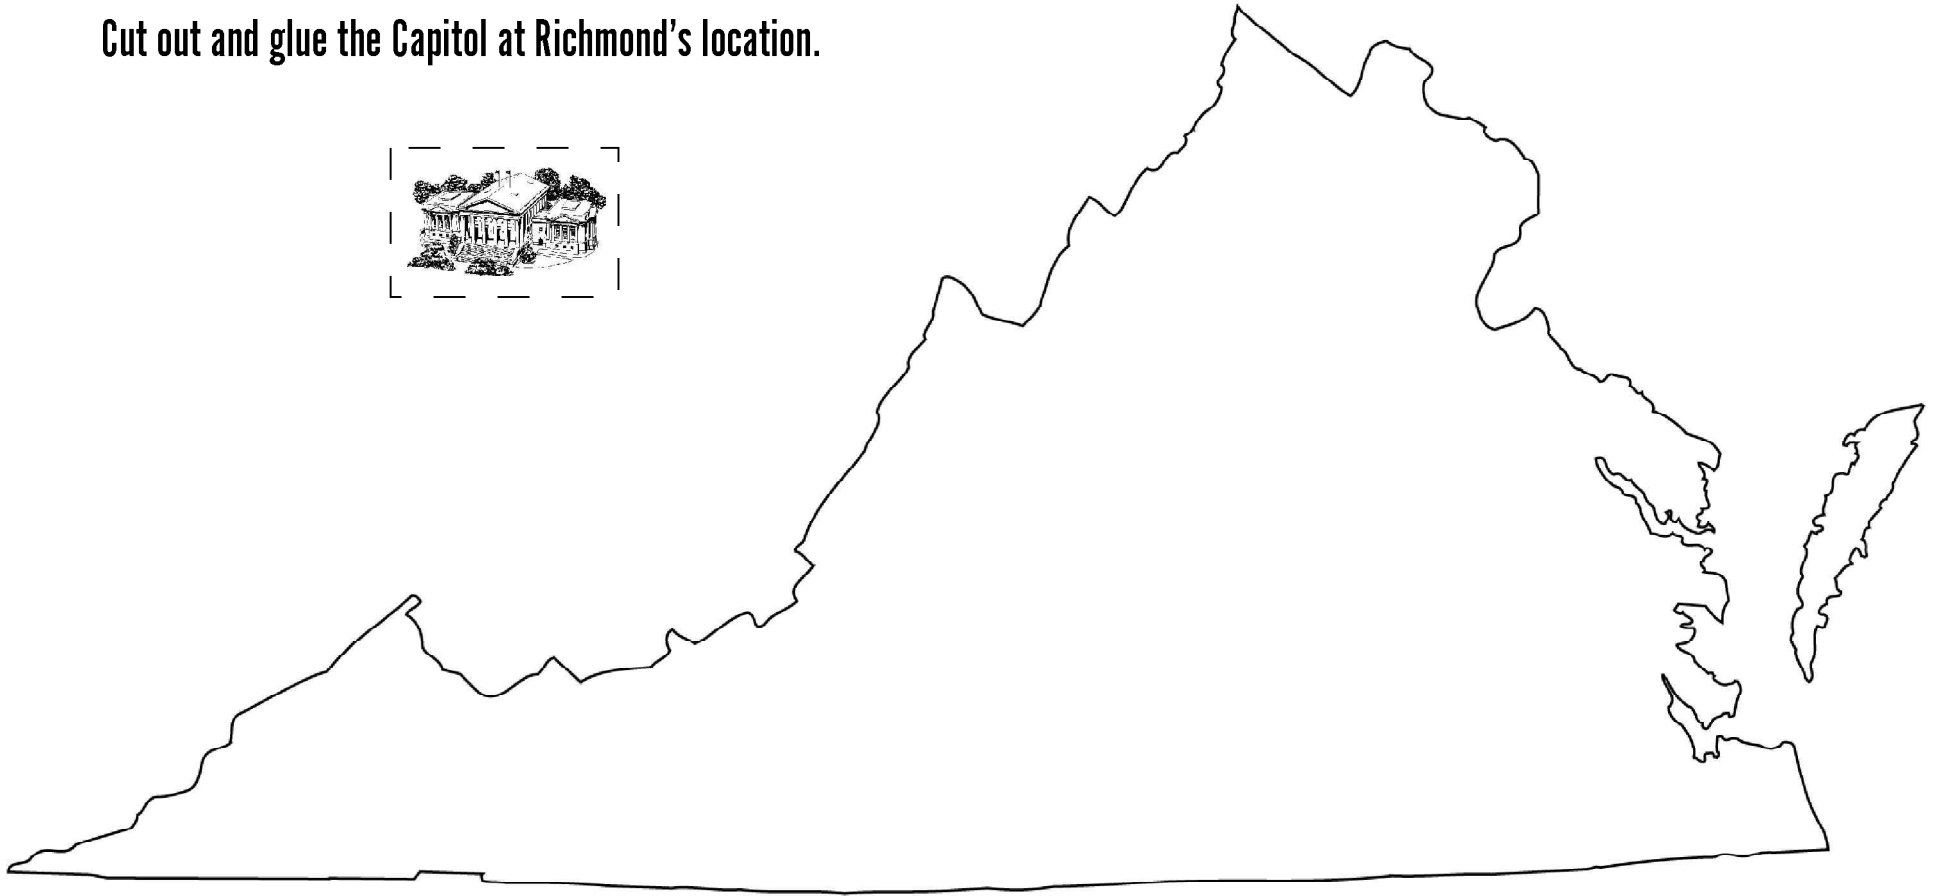 Cut out and glue the Capitol at Richmond's location.